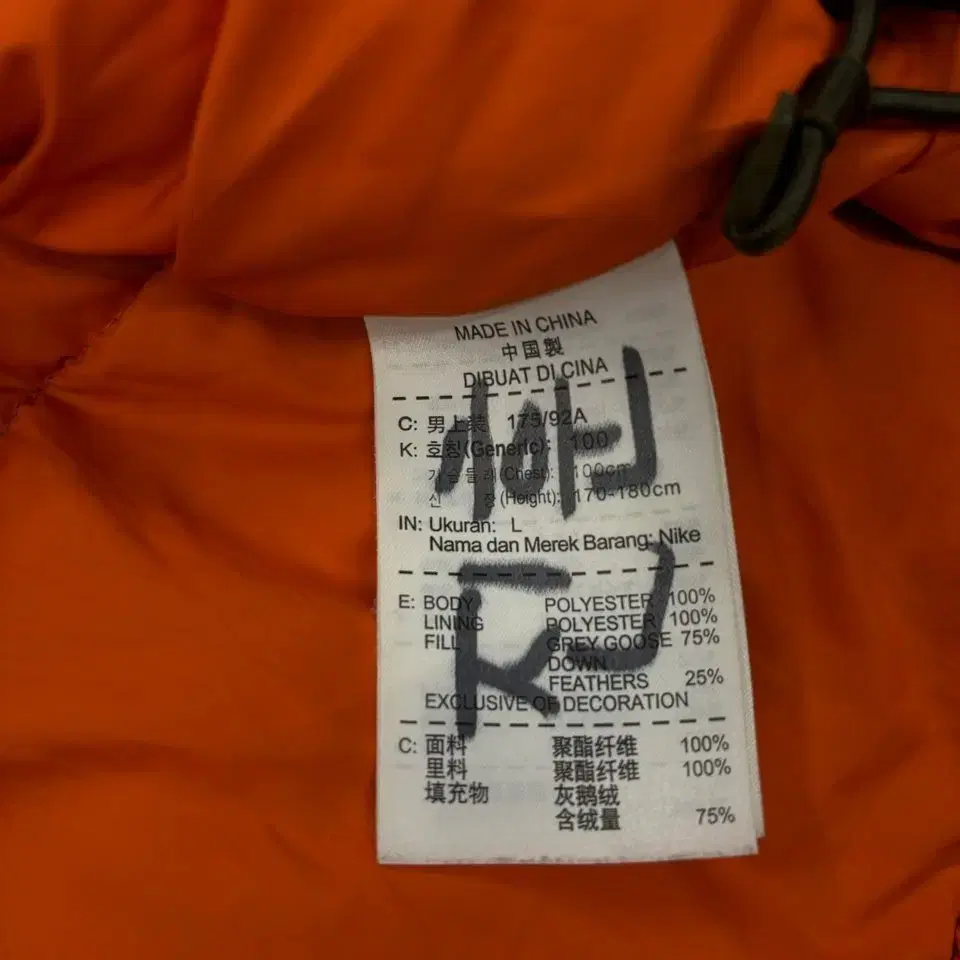 MADE IN CHINA
中国製
DIBUAT DI CINA
C: 男上装 175/92A
K: 호칭(Generic): 100
가슴둘레(Chest): 100cm
신 장(Height): 170-180cm
IN: Ukuran: L
Nama dan Merek Barang: Nike
E: BODY POLYESTER 100%
LINING POLYESTER 100%
FILL GREY GOOSE 75%
DOWN
FEATHERS 25%
EXCLUSIVE OF DECORATION
C: 面料 聚酯纤维 100%
里料 聚酯纤维 100%
填充物 灰鹅绒
含绒量 75%